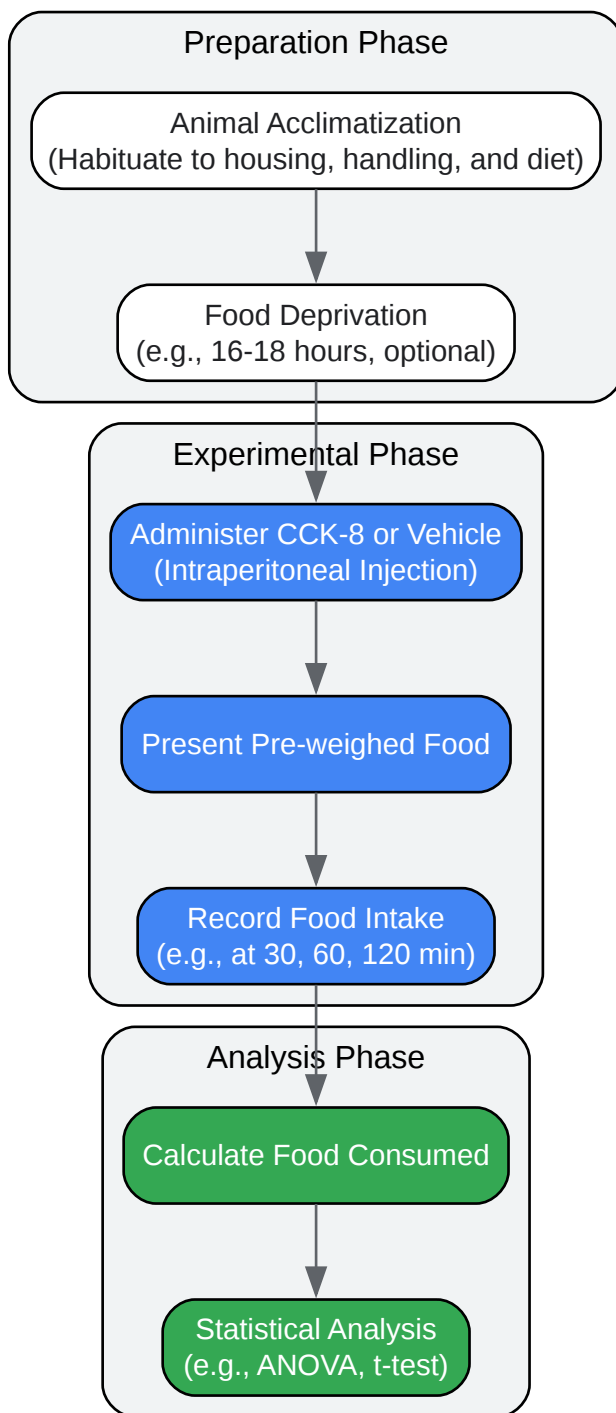 Preparation Phase
Animal Acclimatization
(Habituate to housing, handling, and diet)
Food Deprivation
(e.g., 16-18 hours, optional)
Experimental Phase
Administer CCK-8 or Vehicle
(Intraperitoneal Injection)
Present Pre-weighed Food
Record Food Intake
(e.g., at 30, 60, 120 min)
Analysis Phase
Calculate Food Consumed
Statistical Analysis
(e.g., ANOVA, t-test)